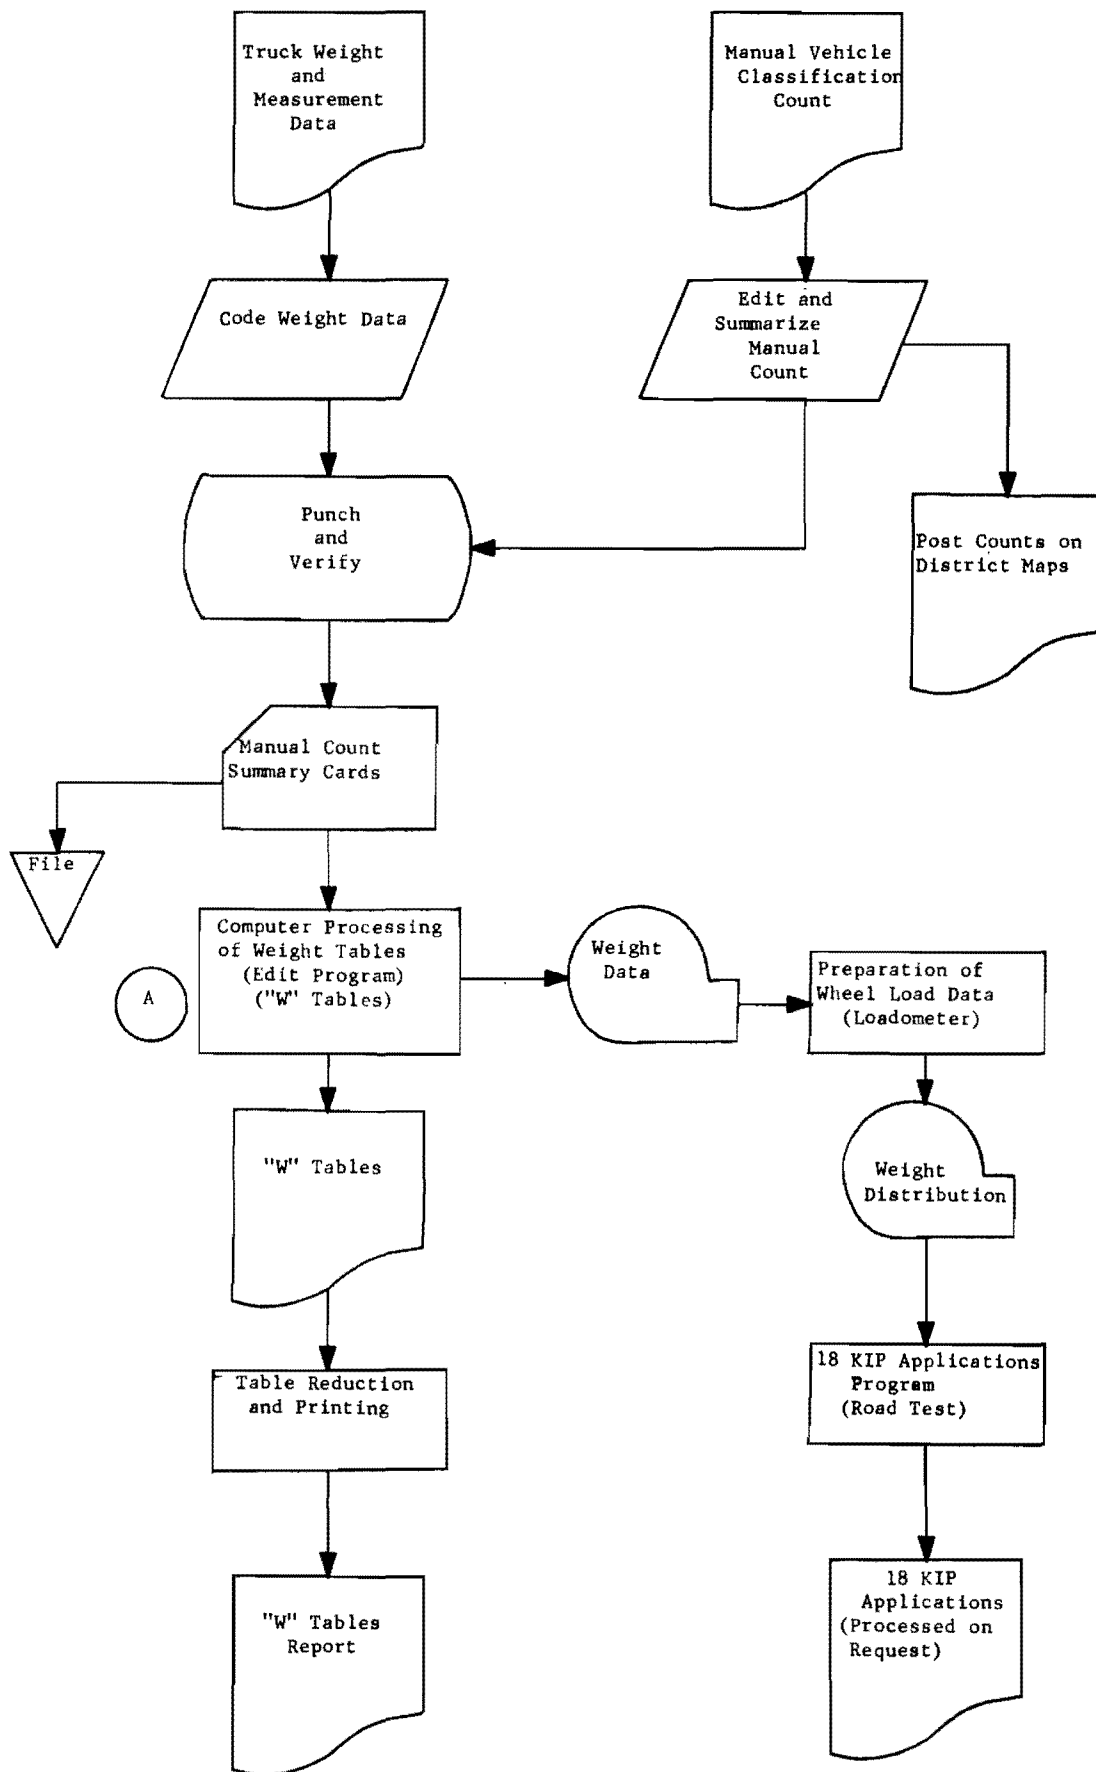 Truck Weight
and
Measurement
Data
Manual Vehicle
Classification
Count
Code Weight Data
Edit and
Summarize
Manual
Count
Punch
and
Verify
Post Counts on
District Maps
Manual Count
Summary Cards
File
Computer Processing
of Weight Tables
(Edit Program)
("W" Tables)
A
Weight
Data
Preparation of
Wheel Load Data
(Loadometer)
"W" Tables
Weight
Distribution
Table Reduction
and Printing
18 KIP Applications
Program
(Road Test)
"W" Tables
Report
18 KIP
Applications
(Processed on
Request)